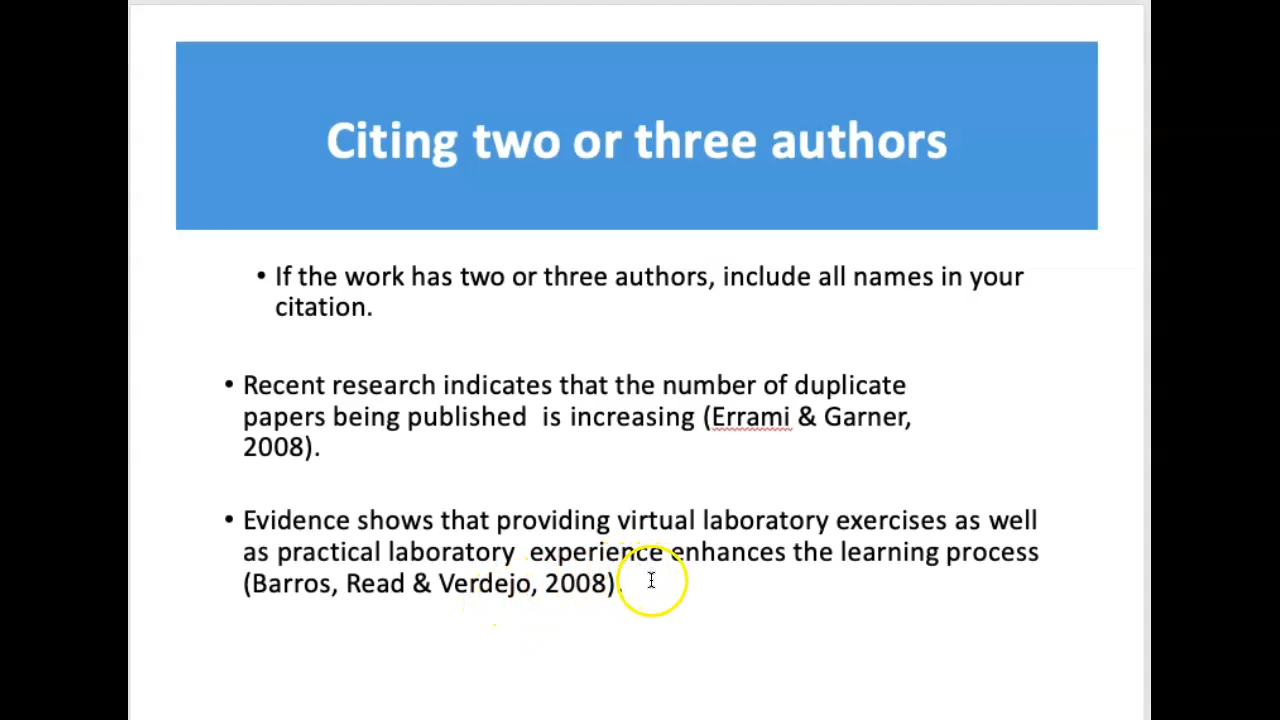 Citing two or three authors
• If the work has two or three authors, include all names in your
citation.
• Recent research indicates that the number of duplicate
papers being published  is increasing (Errami & Garner,
2008).
• Evidence shows that providing virtual laboratory exercises as well
as practical laboratory  experience enhances the learning process
(Barros, Read & Verdejo, 2008).